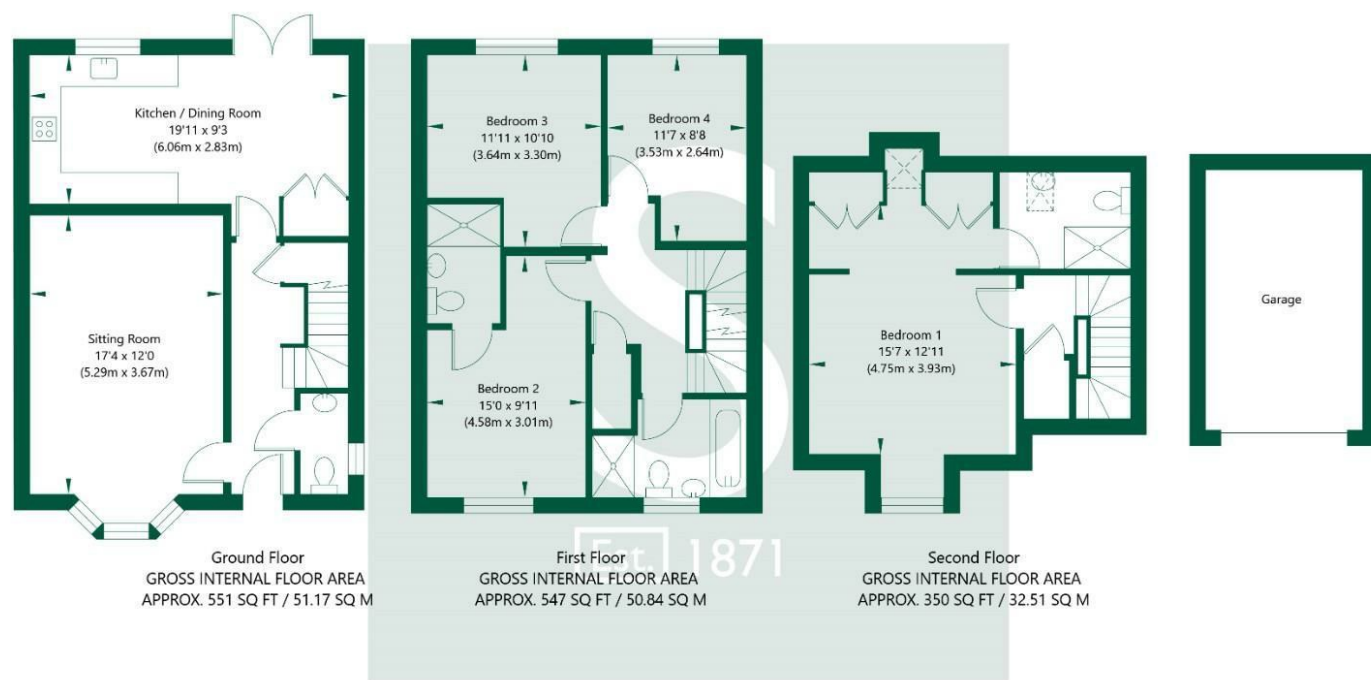 Kitchen / Dining Room
19'11 x 9'3
(6.06m x 2.83m)
Sitting Room
17'4 x 12'0
(5.29m x 3.67m)
Ground Floor
GROSS INTERNAL FLOOR AREA
APPROX. 551 SQ FT / 51.17 SQ M
Bedroom 3
11'11 x 10'10
(3.64m x 3.30m)
Bedroom 4
11'7 x 8'8
(3.53m x 2.64m)
Bedroom 2
15'0 x 9'11
(4.58m x 3.01m)
First Floor
GROSS INTERNAL FLOOR AREA
APPROX. 547 SQ FT / 50.84 SQ M
Bedroom 1
15'7 x 12'11
(4.75m x 3.93m)
Second Floor
GROSS INTERNAL FLOOR AREA
APPROX. 350 SQ FT / 32.51 SQ M
Garage
S
Est. 1871